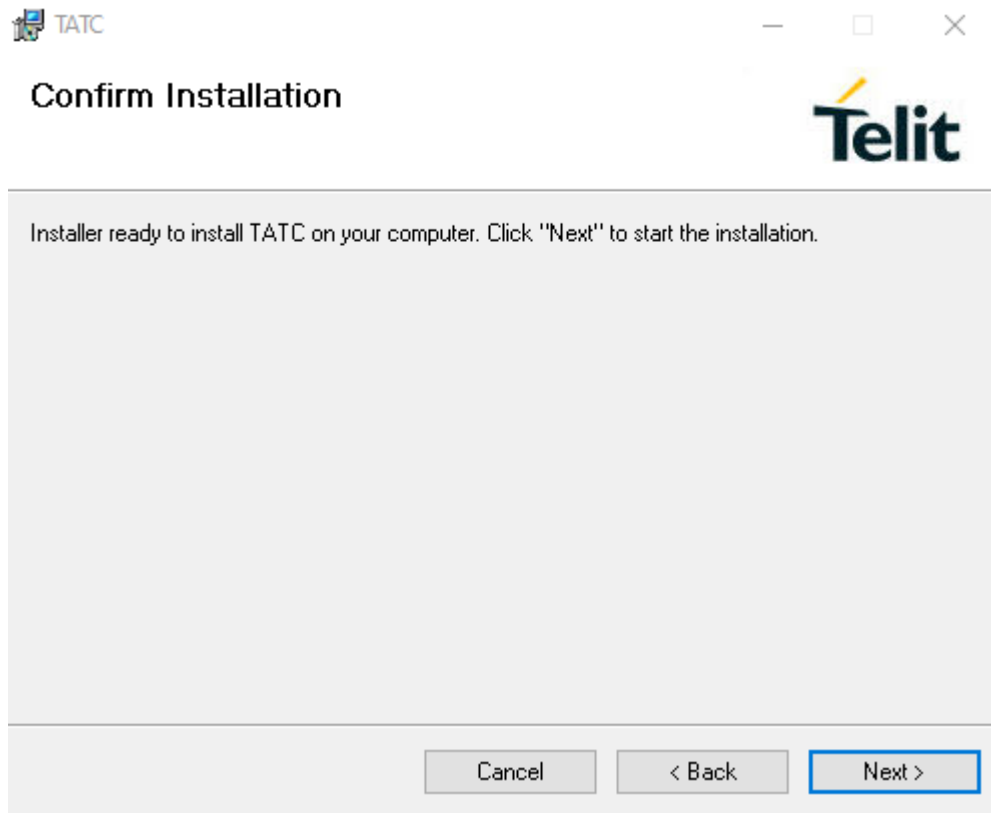 TATC
Confirm Installation
Telit
Installer ready to install TATC on your computer. Click "Next" to start the installation.
Cancel
< Back
Next >